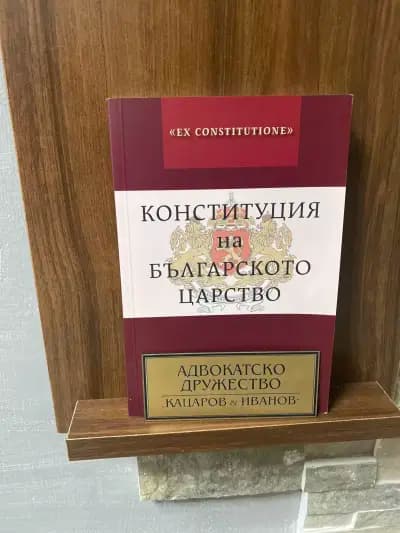 «EX CONSTITUTIONE»
КОНСТИТУЦИЯ
на
БЪЛГАРСКОТО
ЦАРСТВО
АДВОКАТСКО
ДРУЖЕСТВО
„КАЦАРОВ & ИВАНОВ“